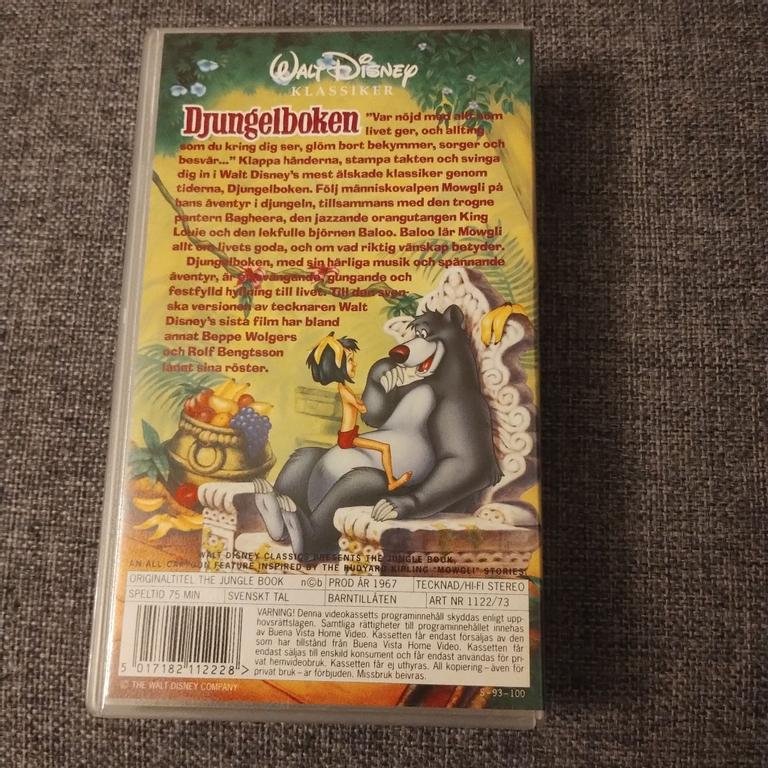 WALT DISNEY
KLASSIKER
Djungelboken
"Var nöjd med allt som
livet ger, och allting
som du kring dig ser, glöm bort bekymmer, sorger och
besvär..." Klappa händerna, stampa takten och svinga
dig in i Walt Disney's mest älskade klassiker genom
tiderna, Djungelboken. Följ människovalpen Mowgli på
hans äventyr i djungeln, tillsammans med den trogne
pantern Bagheera, den jazzande orangutangen King
Louie och den lekfulle björnen Baloo. Baloo lär Mowgli
allt om livets goda, och om vad riktig vänskap betyder.
Djungelboken, med sin härliga musik och spännande
äventyr, är en svängande, gungande och
festfylld hyllning till livet. Till den sven-
ska versionen av tecknaren Walt
Disney's sista film har bland
annat Beppe Wolgers
och Rolf Bengtsson
lånet sina röster.
WALT DISNEY CLASSICS PRESENTS THE JUNGLE BOOK,
AN ALL CARTOON FEATURE INSPIRED BY THE RUDYARD KIPLING "MOWGLI" STORIES.
ORIGINALTITEL THE JUNGLE BOOK n©b PROD ÅR 1967 TECKNAD/HI-FI STEREO
SPELTID 75 MIN SVENSKT TAL BARNTILLÅTEN ART NR 1122/73
VARNING! Denna videokassetts programinnehåll skyddas enligt upp-
hovsrättslagen. Samtliga rättigheter till programinnehållet innehas
av Buena Vista Home Video. Kassetten får endast försäljas av den
som har tillstånd från Buena Vista Home Video. Kassetten får
endast säljas till enskild konsument och får endast användas för pri-
vat hemvideobruk. Kassetten får ej uthyras. All kopiering – även för
privat bruk – är förbjuden. Missbruk beivras.
5 017182 112228 >
© THE WALT DISNEY COMPANY
S-93-100